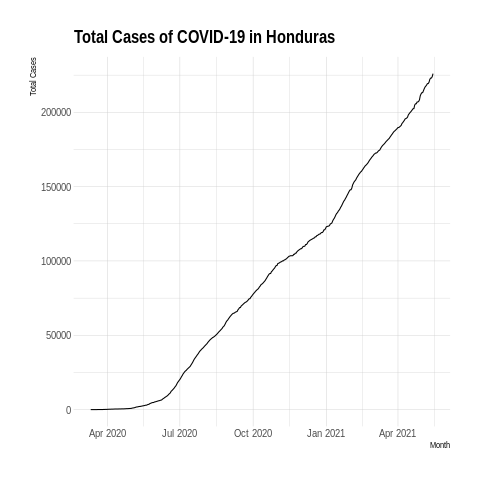 Total Cases of COVID-19 in Honduras
Total Cases
200000
150000
100000
50000
0
Apr 2020 Jul 2020 Oct 2020 Jan 2021 Apr 2021
Month